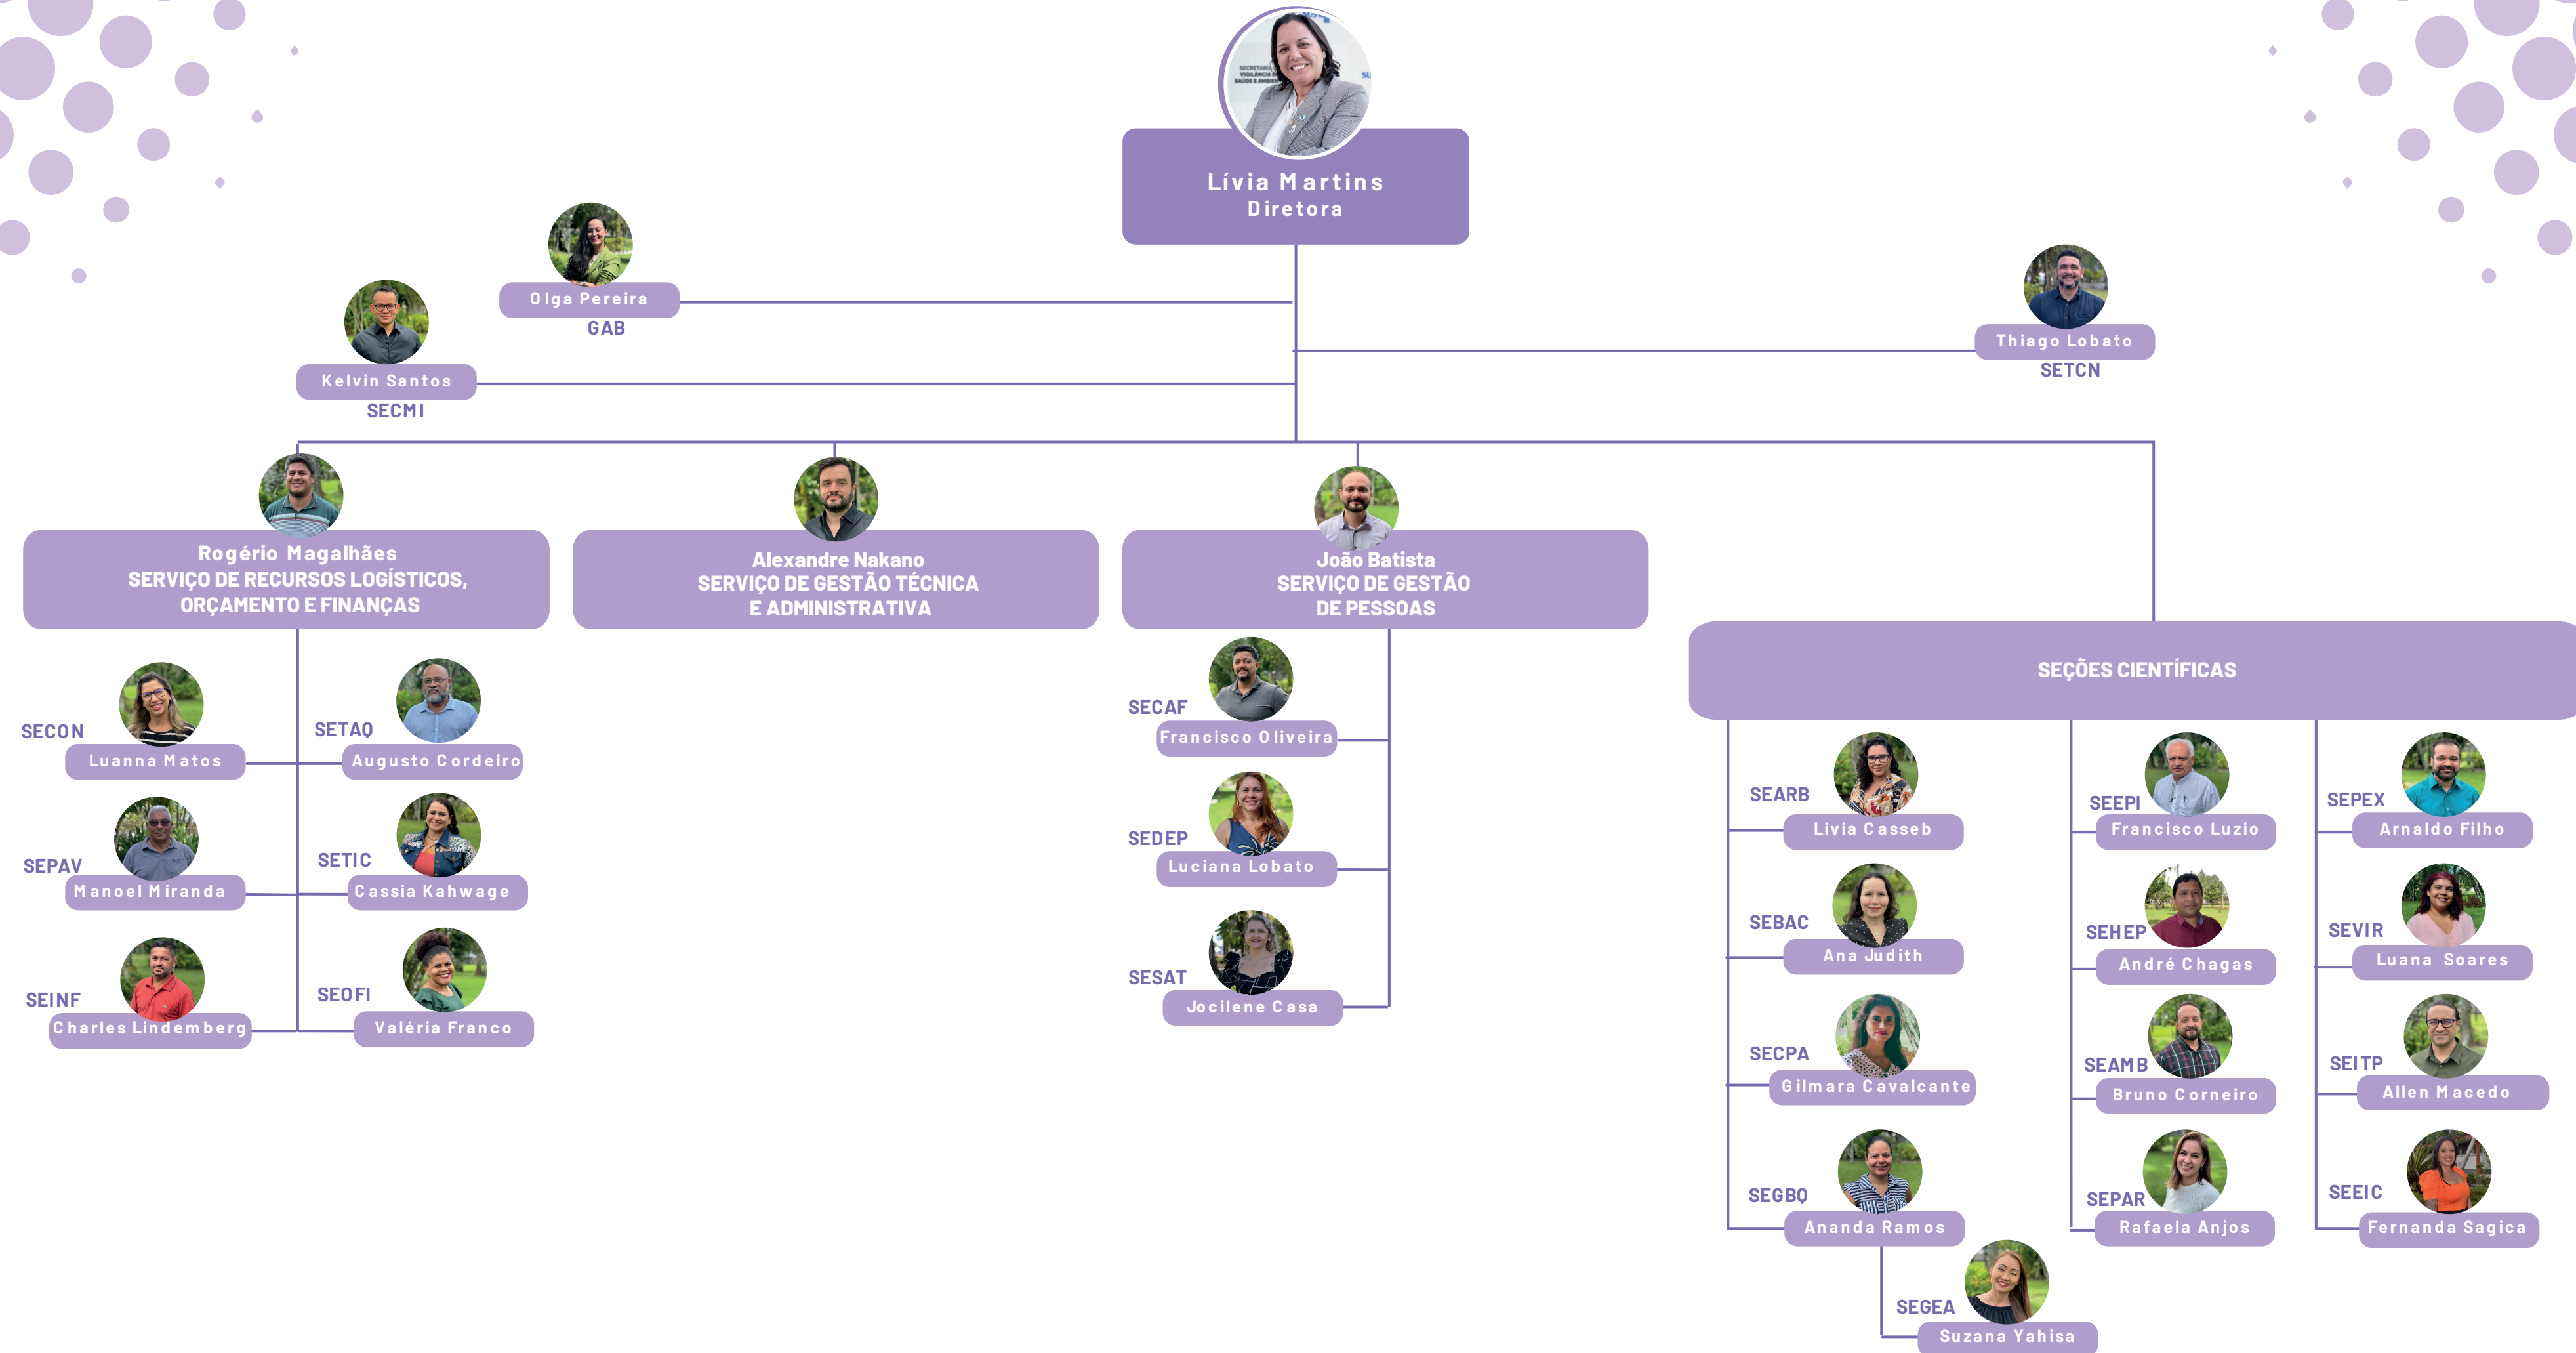 SECRETARIA
VIGILÂNCIA
SAÚDE E AMBIEN
SU
Lívia Martins
Diretora
Olga Pereira
GAB
Thiago Lobato
SETCN
Kelvin Santos
SECMI
Rogério Magalhães
SERVIÇO DE RECURSOS LOGÍSTICOS,
ORÇAMENTO E FINANÇAS
Alexandre Nakano
SERVIÇO DE GESTÃO TÉCNICA
E ADMINISTRATIVA
João Batista
SERVIÇO DE GESTÃO
DE PESSOAS
SEÇÕES CIENTÍFICAS
SECON
Luanna Matos
SETAQ
Augusto Cordeiro
SEPAV
Manoel Miranda
SETIC
Cassia Kahwage
SEINF
Charles Lindemberg
SEOFI
Valéria Franco
SECAF
Francisco Oliveira
SEDEP
Luciana Lobato
SESAT
Jocilene Casa
SEARB
Livia Casseb
SEBAC
Ana Judith
SECPA
Gilmara Cavalcante
SEGBQ
Ananda Ramos
SEGEA
Suzana Yahisa
SEEPI
Francisco Luzio
SEHEP
André Chagas
SEAMB
Bruno Corneiro
SEPAR
Rafaela Anjos
SEPEX
Arnaldo Filho
SEVIR
Luana Soares
SEITP
Allen Macedo
SEEIC
Fernanda Sagica